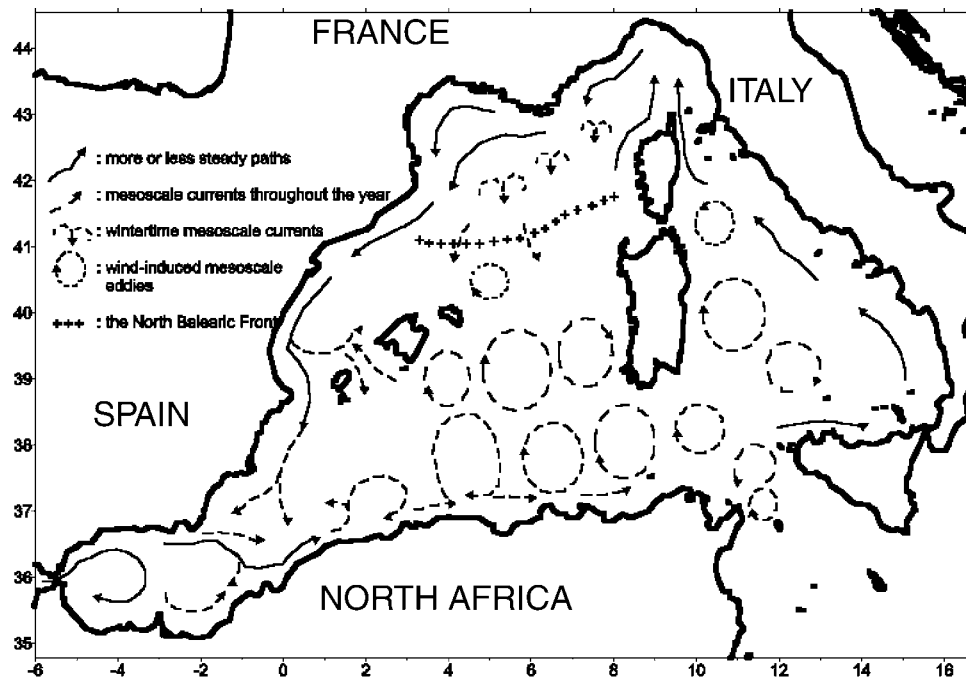 FRANCE
ITALY
SPAIN
NORTH AFRICA
: more or less steady paths
: mesoscale currents throughout the year
: wintertime mesoscale currents
: wind-induced mesoscale
eddies
: the North Balearic Front
44
43
42
41
40
39
38
37
36
35
-6 -4 -2 0 2 4 6 8 10 12 14 16